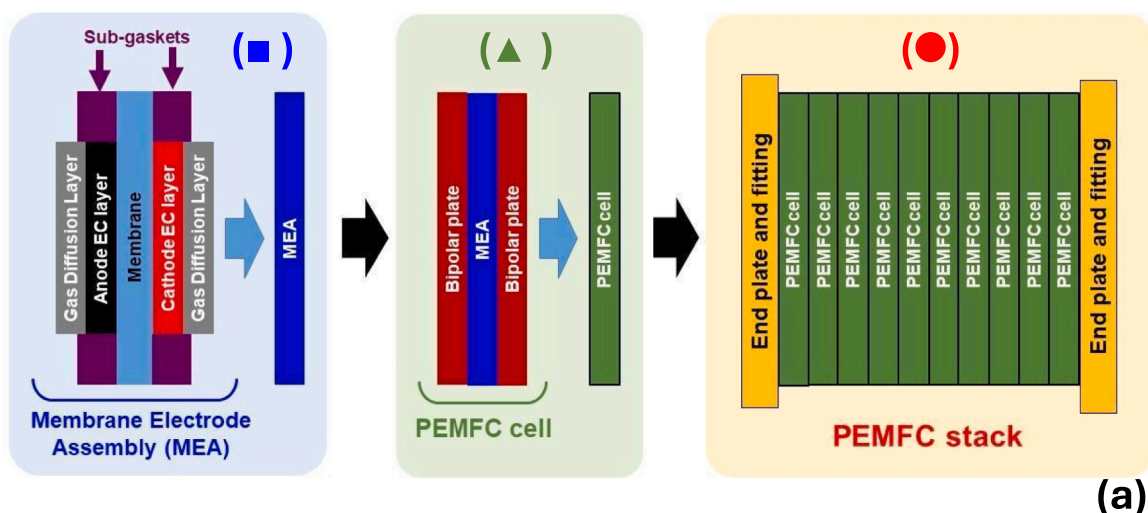 Sub-gaskets
(■)
Gas Diffusion Layer
Anode EC layer
Membrane
Cathode EC layer
Gas Diffusion Layer
MEA
Membrane Electrode
Assembly (MEA)
(▲)
Bipolar plate
MEA
Bipolar plate
PEMFC cell
PEMFC cell
(●)
End plate and fitting
PEMFC cell
PEMFC cell
PEMFC cell
PEMFC cell
PEMFC cell
PEMFC cell
PEMFC cell
PEMFC cell
PEMFC cell
PEMFC cell
End plate and fitting
PEMFC stack
(a)